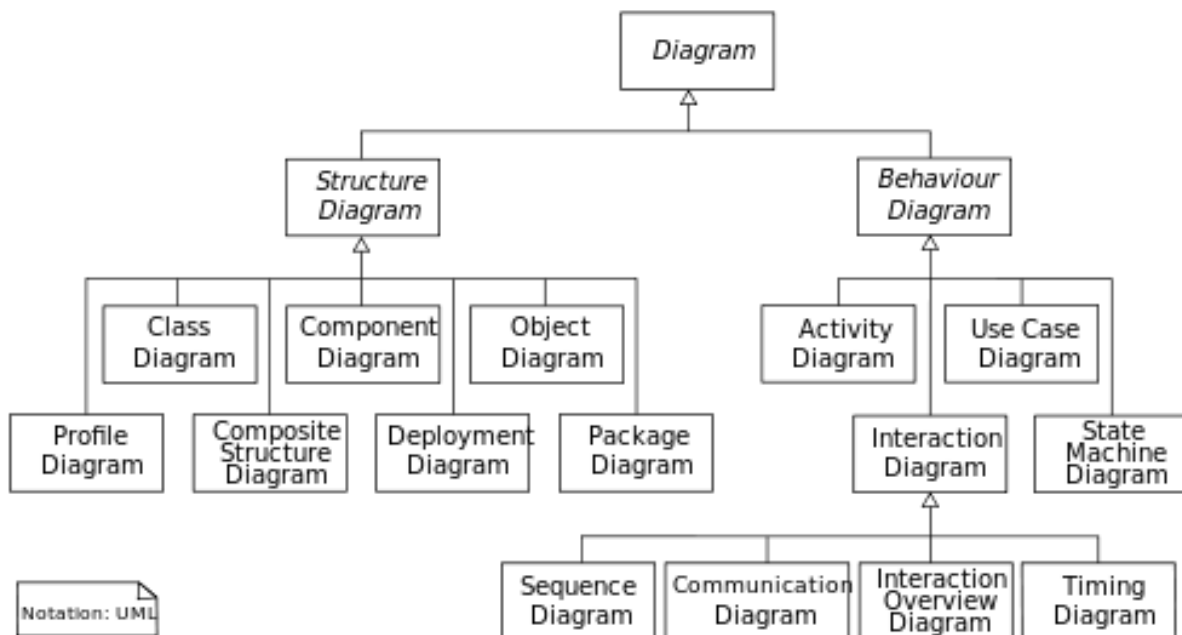 Diagram
Structure
Diagram
Behaviour
Diagram
Class
Diagram
Component
Diagram
Object
Diagram
Activity
Diagram
Use Case
Diagram
Profile
Diagram
Composite
Structure
Diagram
Deployment
Diagram
Package
Diagram
Interaction
Diagram
State
Machine
Diagram
Sequence
Diagram
Communication
Diagram
Interaction
Overview
Diagram
Timing
Diagram
Notation: UML